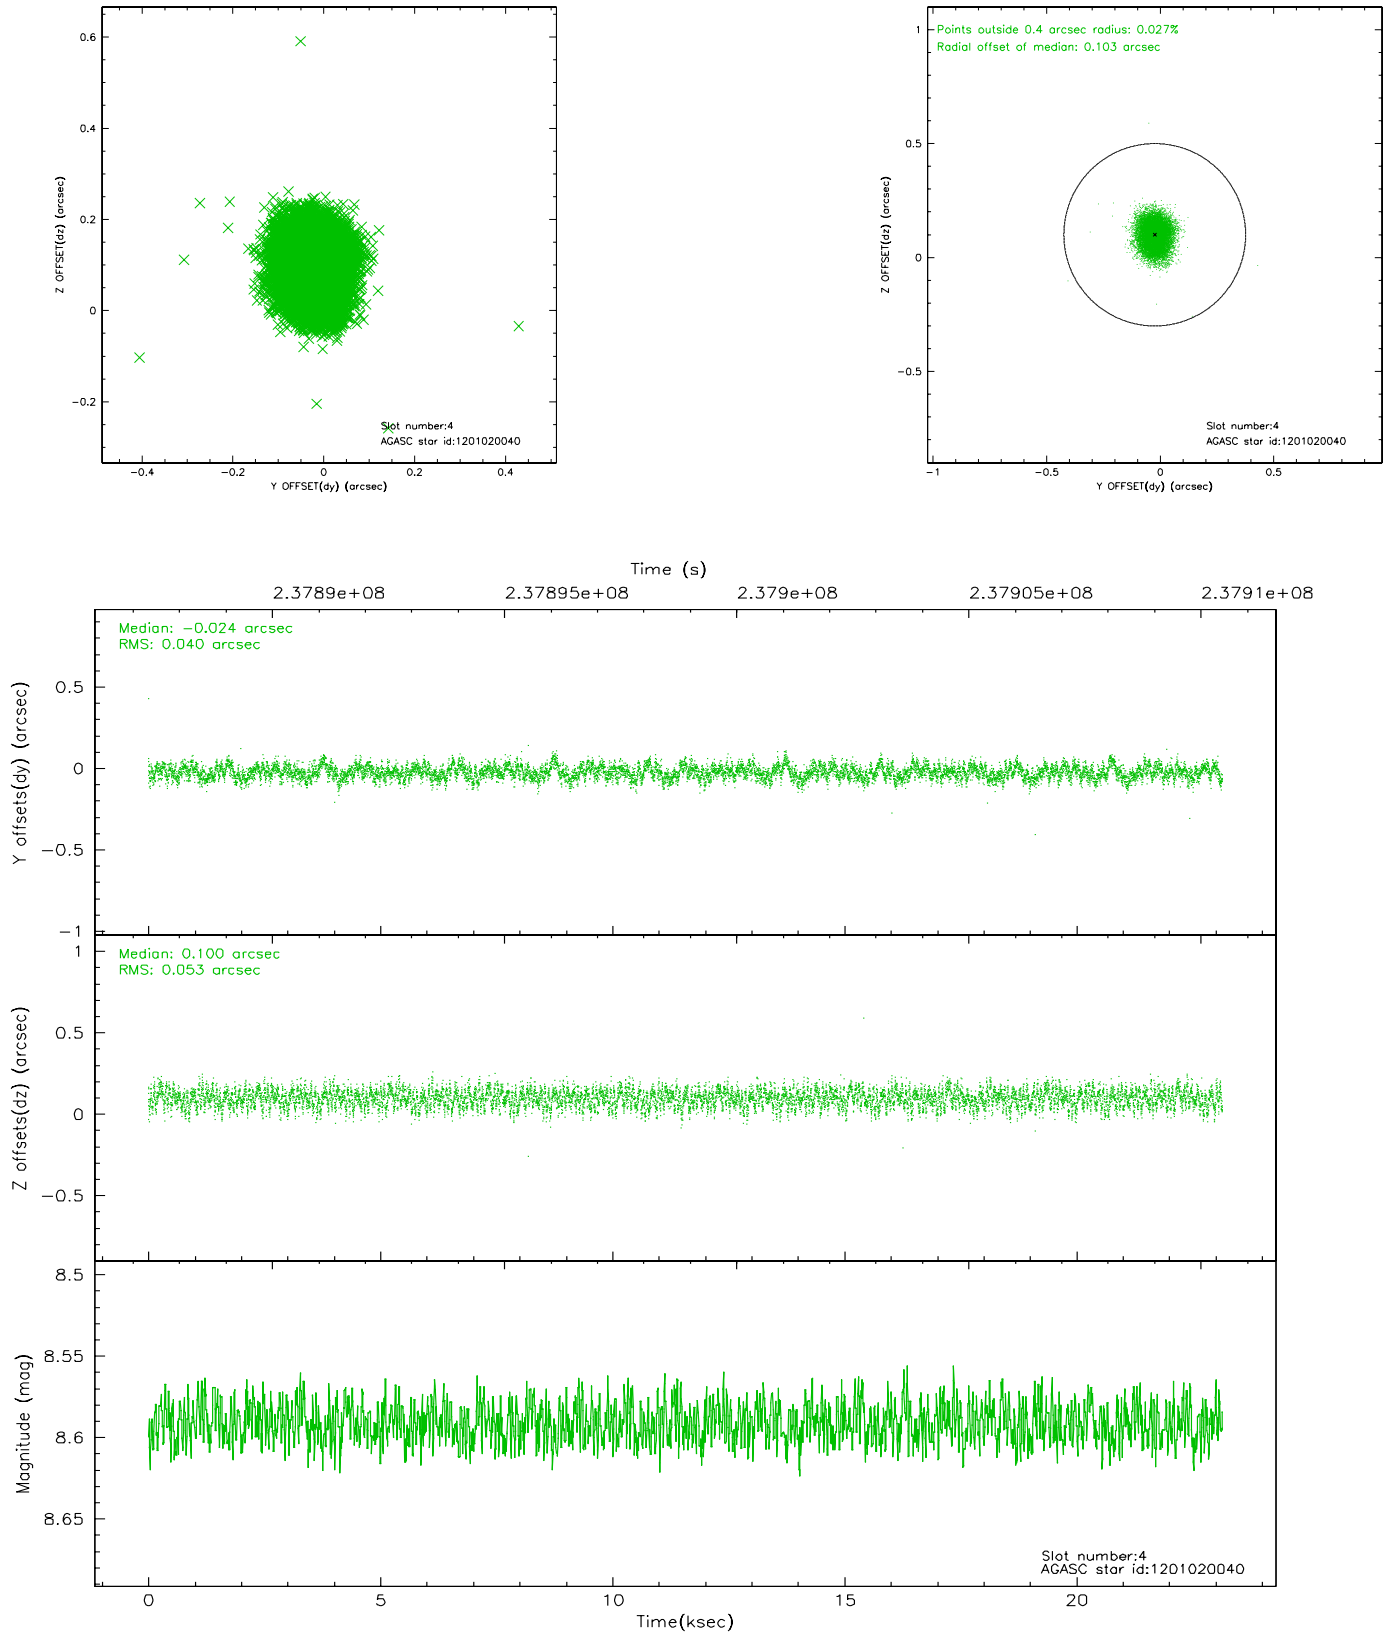 0.6
0.4
0.2
0
-0.2
Z OFFSET(dz) (arcsec)
-0.4 -0.2 0 0.2 0.4
Y OFFSET(dy) (arcsec)
Slot number:4
AGASC star id:1201020040
Points outside 0.4 arcsec radius: 0.027%
Radial offset of median: 0.103 arcsec
1
0.5
0
-0.5
Z OFFSET(dz) (arcsec)
-1 -0.5 0 0.5
Y OFFSET(dy) (arcsec)
Slot number:4
AGASC star id:1201020040
Time (s)
2.3789e+08 2.37895e+08 2.379e+08 2.37905e+08 2.3791e+08
Median: -0.024 arcsec
RMS: 0.040 arcsec
0.5
0
-0.5
-1
Y offsets(dy) (arcsec)
Median: 0.100 arcsec
RMS: 0.053 arcsec
1
0.5
0
-0.5
Z offsets(dz) (arcsec)
8.5
8.55
8.6
8.65
Magnitude (mag)
Slot number:4
AGASC star id:1201020040
0 5 10 15 20
Time(ksec)